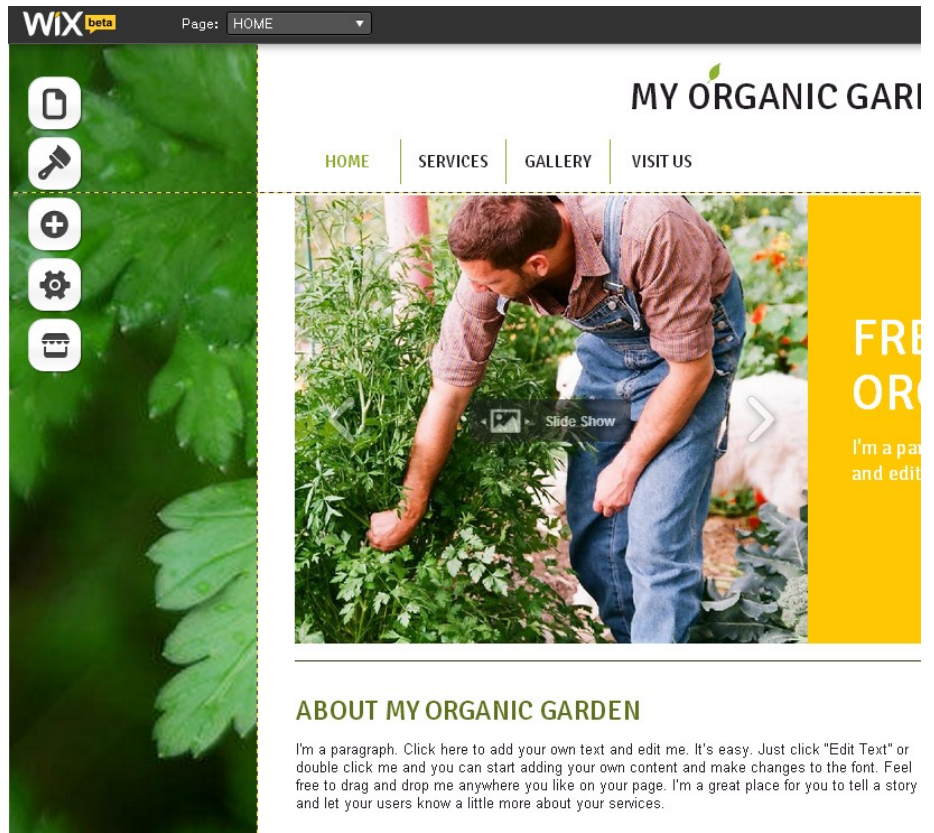 WiX beta
Page: HOME
MY ORGANIC GARD
HOME
SERVICES
GALLERY
VISIT US
Slide Show
FRE
ORG
I'm a par
and edit
ABOUT MY ORGANIC GARDEN
I'm a paragraph. Click here to add your own text and edit me. It's easy. Just click "Edit Text" or
double click me and you can start adding your own content and make changes to the font. Feel
free to drag and drop me anywhere you like on your page. I'm a great place for you to tell a story
and let your users know a little more about your services.